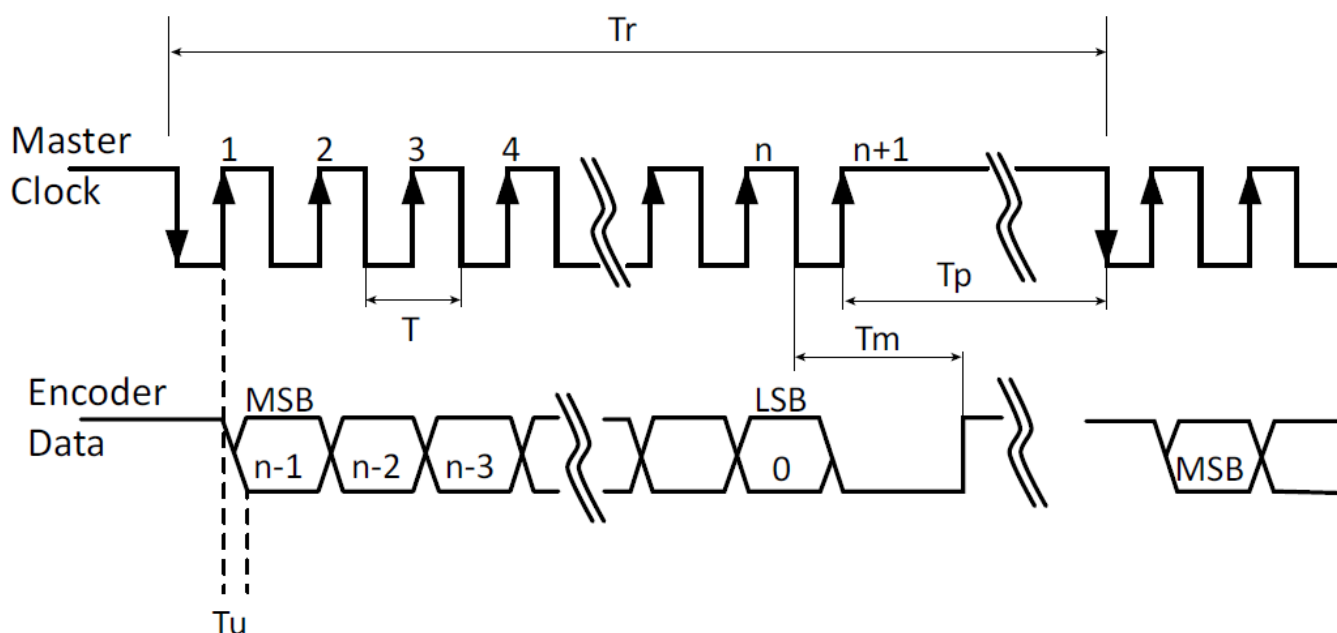 Tr
Master
Clock
1 2 3 4 n n+1
Tp
T
Tm
Encoder
Data
MSB LSB
n-1 n-2 n-3 0 MSB
Tu